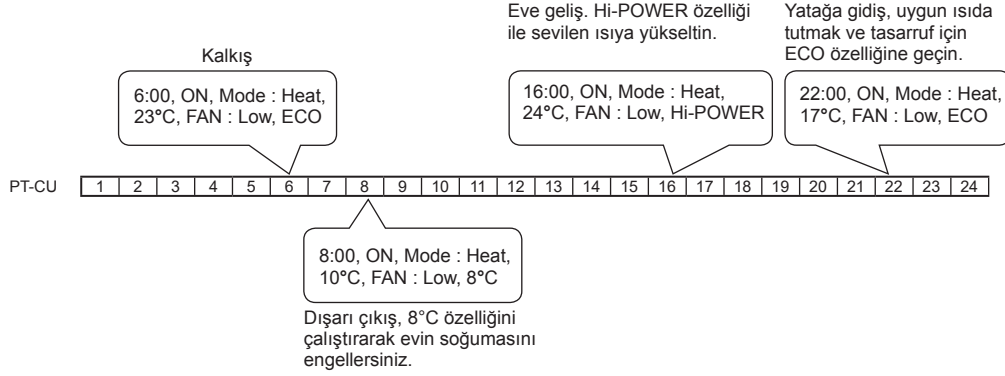 Eve geliş. Hi-POWER özelliği
ile sevilen ısıya yükseltin.
Yatağa gidiş, uygun ısıda
tutmak ve tasarruf için
ECO özelliğine geçin.
Kalkış
6:00, ON, Mode : Heat,
23°C, FAN : Low, ECO
16:00, ON, Mode : Heat,
24°C, FAN : Low, Hi-POWER
22:00, ON, Mode : Heat,
17°C, FAN : Low, ECO
PT-CU 1 2 3 4 5 6 7 8 9 10 11 12 13 14 15 16 17 18 19 20 21 22 23 24
8:00, ON, Mode : Heat,
10°C, FAN : Low, 8°C
Dışarı çıkış, 8°C özelliğini
çalıştırarak evin soğumasını
engellersiniz.